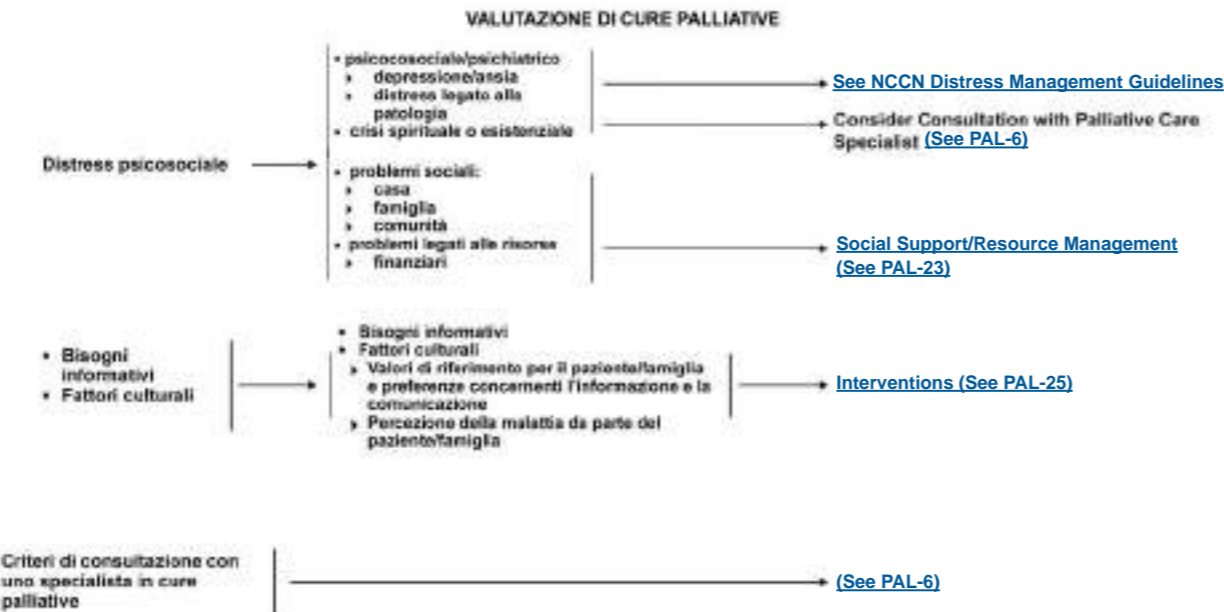 VALUTAZIONE DI CURE PALLIATIVE
Distress psicosociale
• psicocosociale/psichiatrico
› depressione/ansia
› distress legato alla
patologia
• crisi spirituale o esistenziale
• problemi sociali:
› casa
› famiglia
› comunità
• problemi legati alle risorse
› finanziari
See NCCN Distress Management Guidelines
Consider Consultation with Palliative Care
Specialist (See PAL-6)
Social Support/Resource Management
(See PAL-23)
• Bisogni
informativi
• Fattori culturali
• Bisogni informativi
• Fattori culturali
› Valori di riferimento per il paziente/famiglia
e preferenze concernenti l'informazione e la
comunicazione
› Percezione della malattia da parte del
paziente/famiglia
Interventions (See PAL-25)
Criteri di consultazione con
uno specialista in cure
palliative
(See PAL-6)